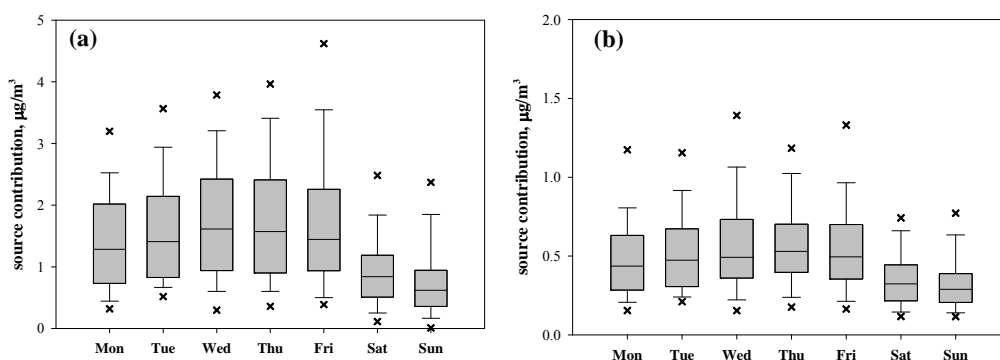 (a)
source contribution, µg/m³
5
4
3
2
1
0
Mon Tue Wed Thu Fri Sat Sun
(b)
source contribution, µg/m³
2.0
1.5
1.0
0.5
0.0
Mon Tue Wed Thu Fri Sat Sun